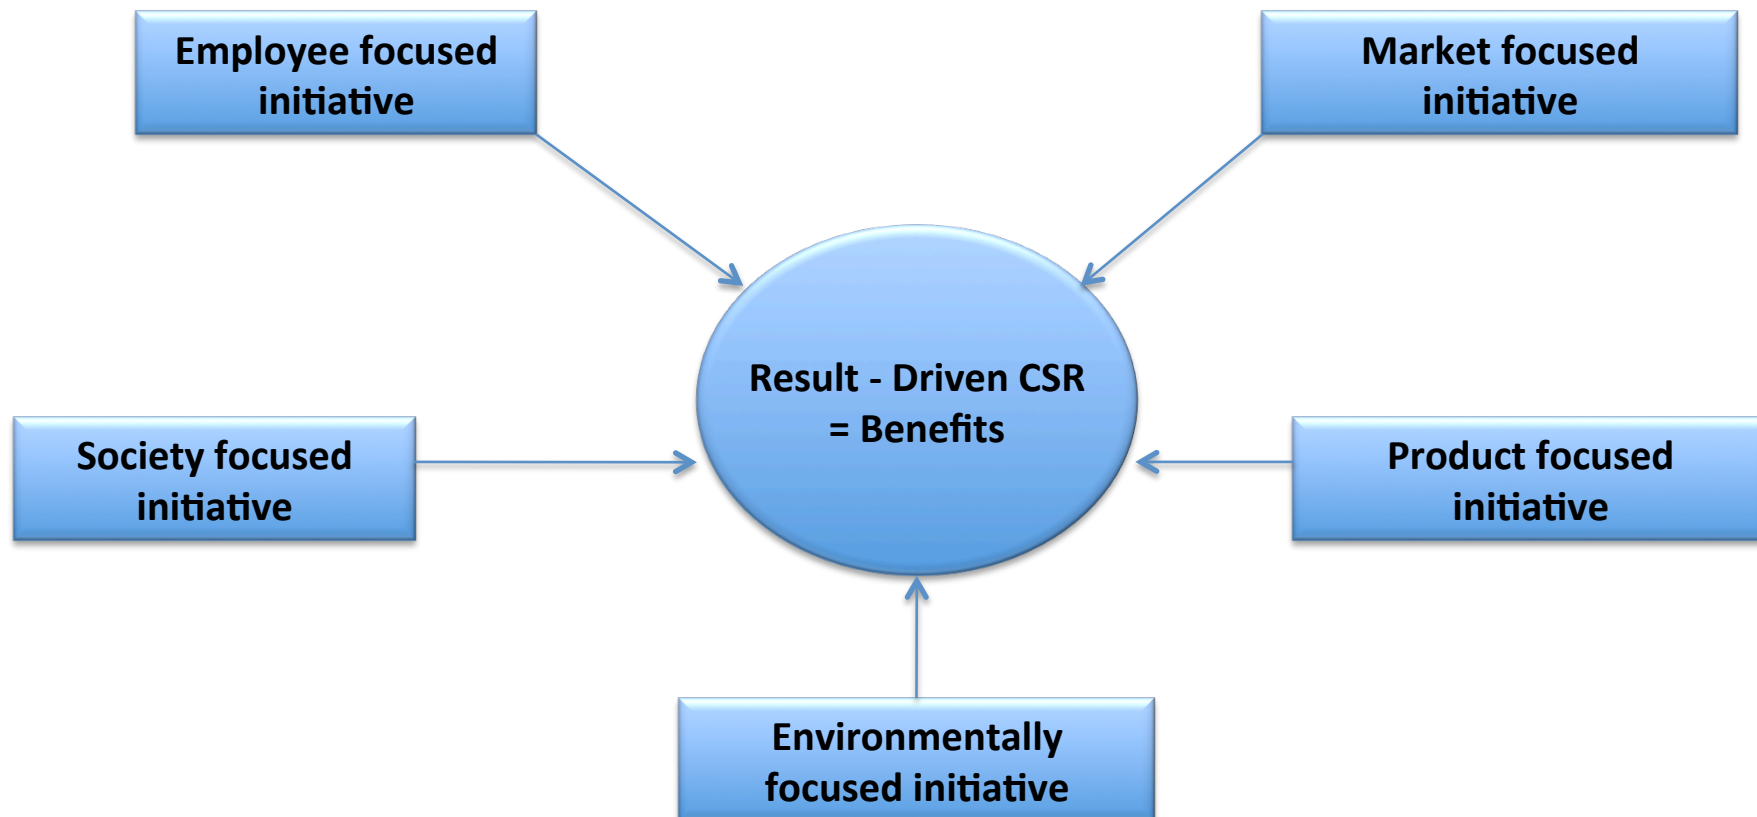 Employee focused
initiative
Market focused
initiative
Result - Driven CSR
= Benefits
Society focused
initiative
Product focused
initiative
Environmentally
focused initiative